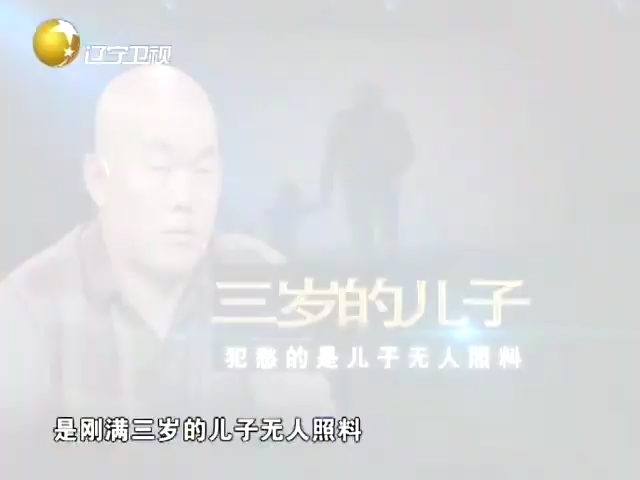 辽宁卫视
三岁的儿子
犯愁的是儿子无人照料
是刚满三岁的儿子无人照料